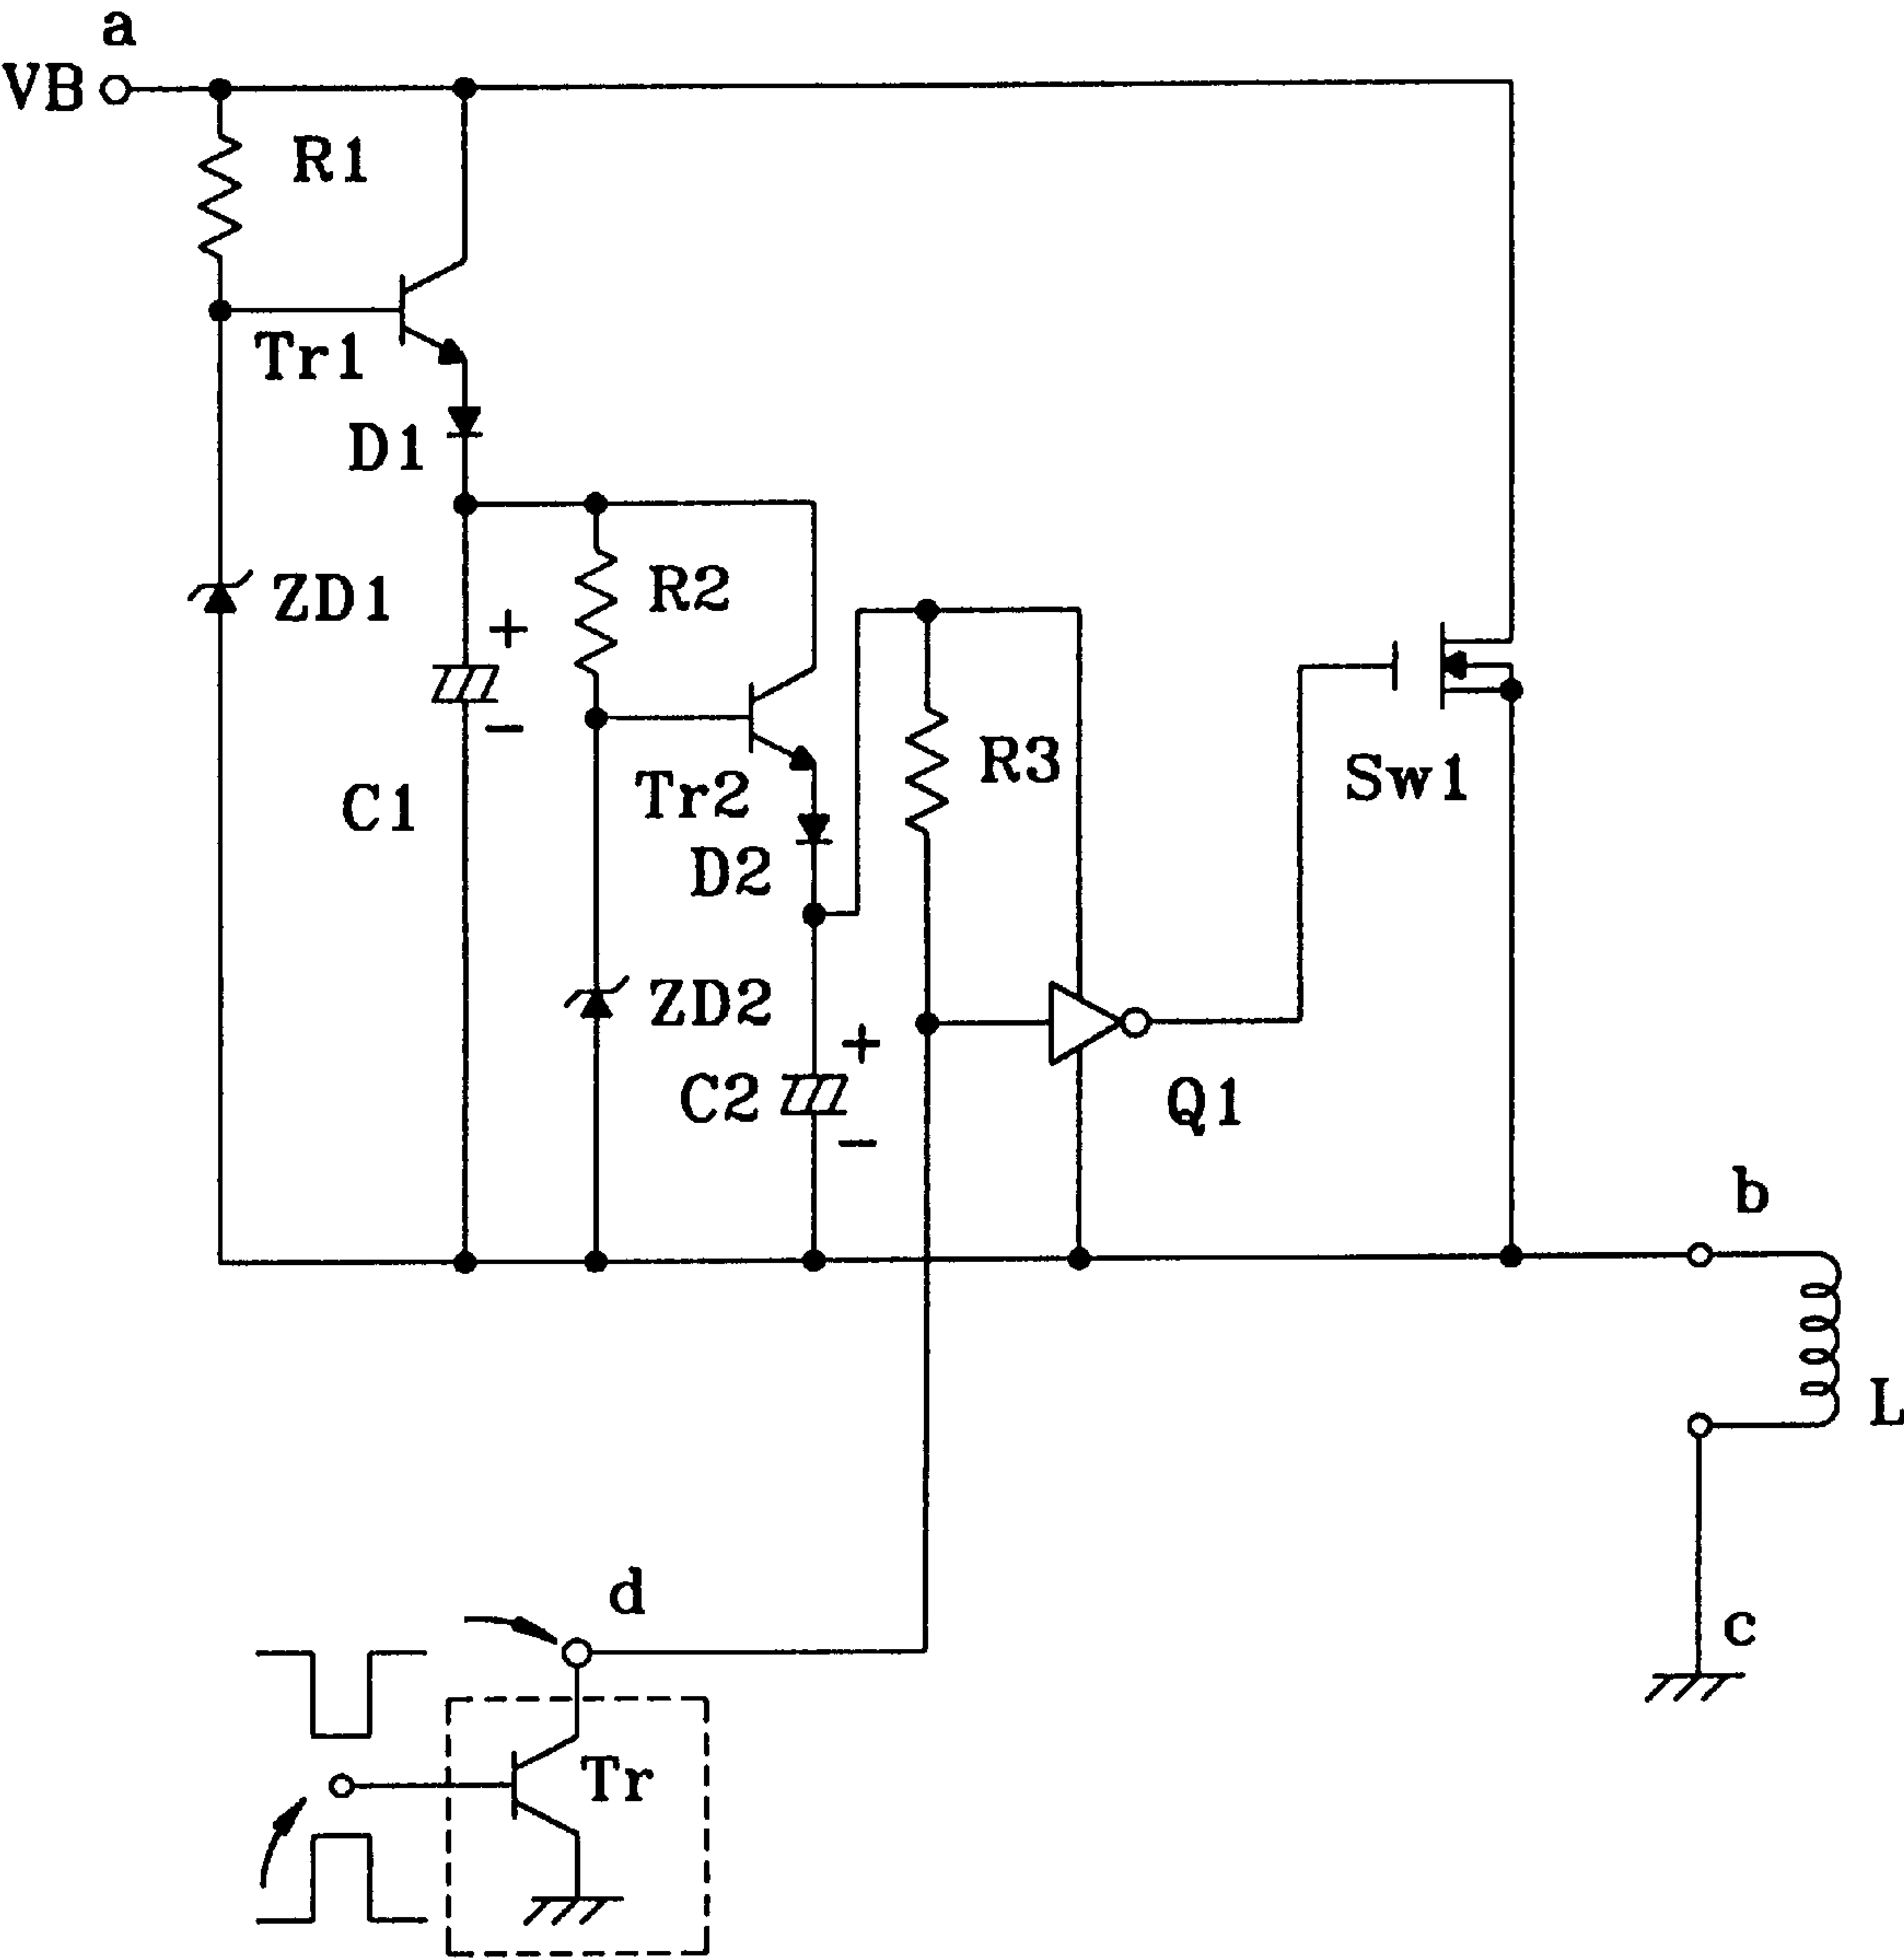 a
VB
R1
Tr1
D1
ZD1
R2
+
-
C1
R3
Sw1
Tr2
D2
ZD2
+
C2
-
Q1
b
L
d
c
Tr